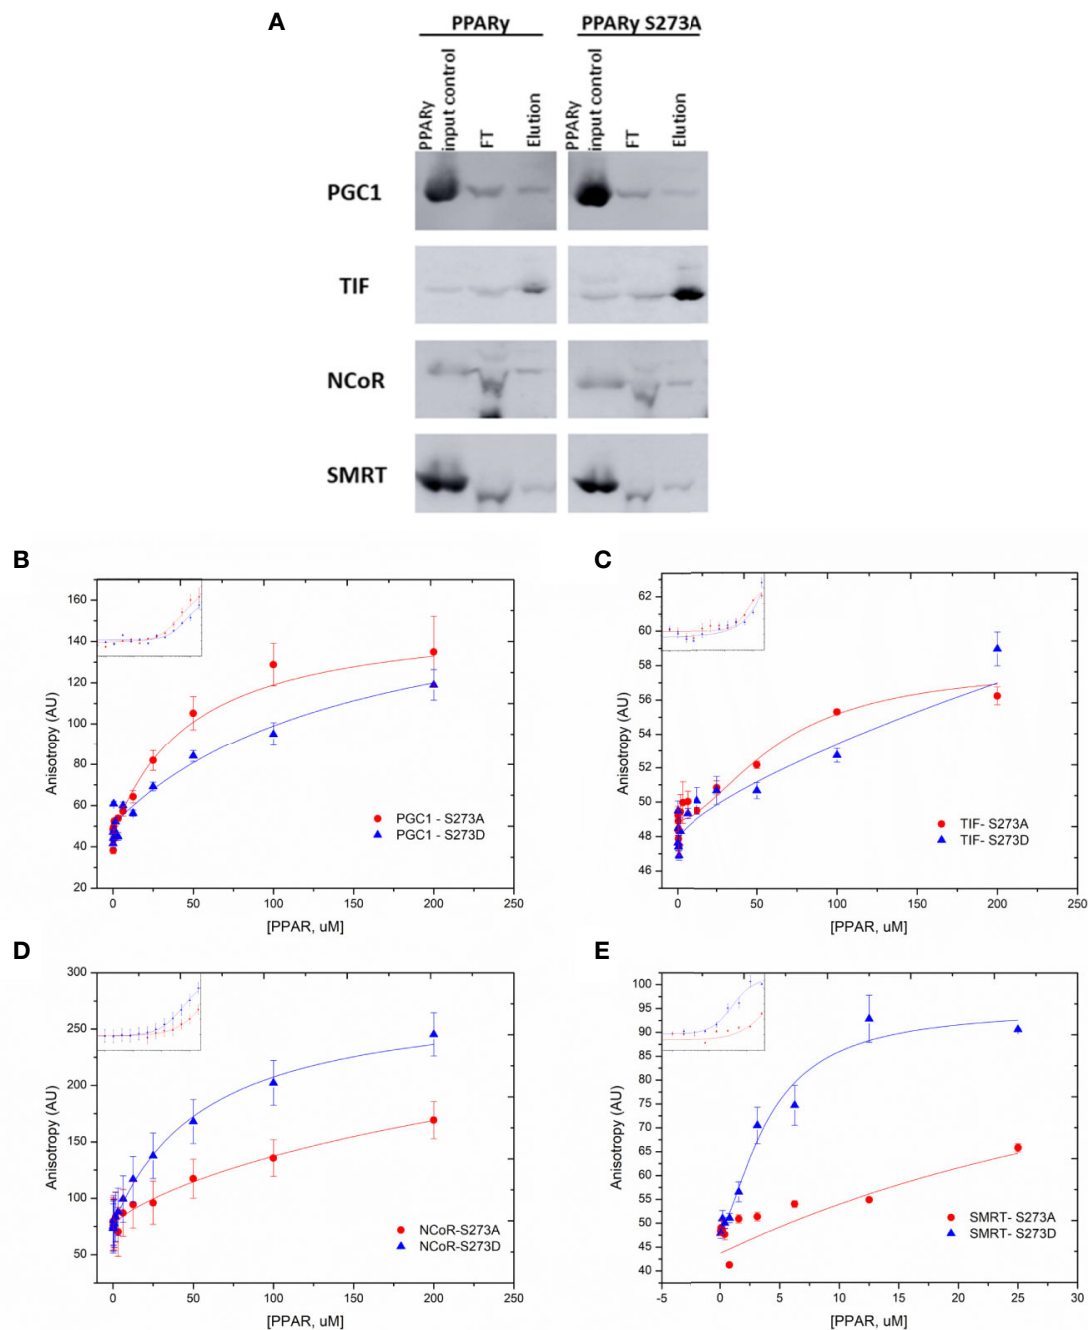 A
PPARγ PPARγ S273A
PPARγ input control FT Elution PPARγ input control FT Elution
PGC1
TIF
NCoR
SMRT
B
160
140
120
100
80
60
40
20
Anisotropy (AU)
PGC1 - S273A
PGC1 - S273D
0 50 100 150 200 250
[PPAR, uM]
C
62
60
58
56
54
52
50
48
46
Anisotropy (AU)
TIF- S273A
TIF- S273D
0 50 100 150 200 250
[PPAR, uM]
D
300
250
200
150
100
50
Anisotropy (AU)
NCoR-S273A
NCoR-S273D
0 50 100 150 200 250
[PPAR, uM]
E
100
95
90
85
80
75
70
65
60
55
50
45
40
Anisotropy (AU)
SMRT- S273A
SMRT- S273D
-5 0 5 10 15 20 25 30
[PPAR, uM]